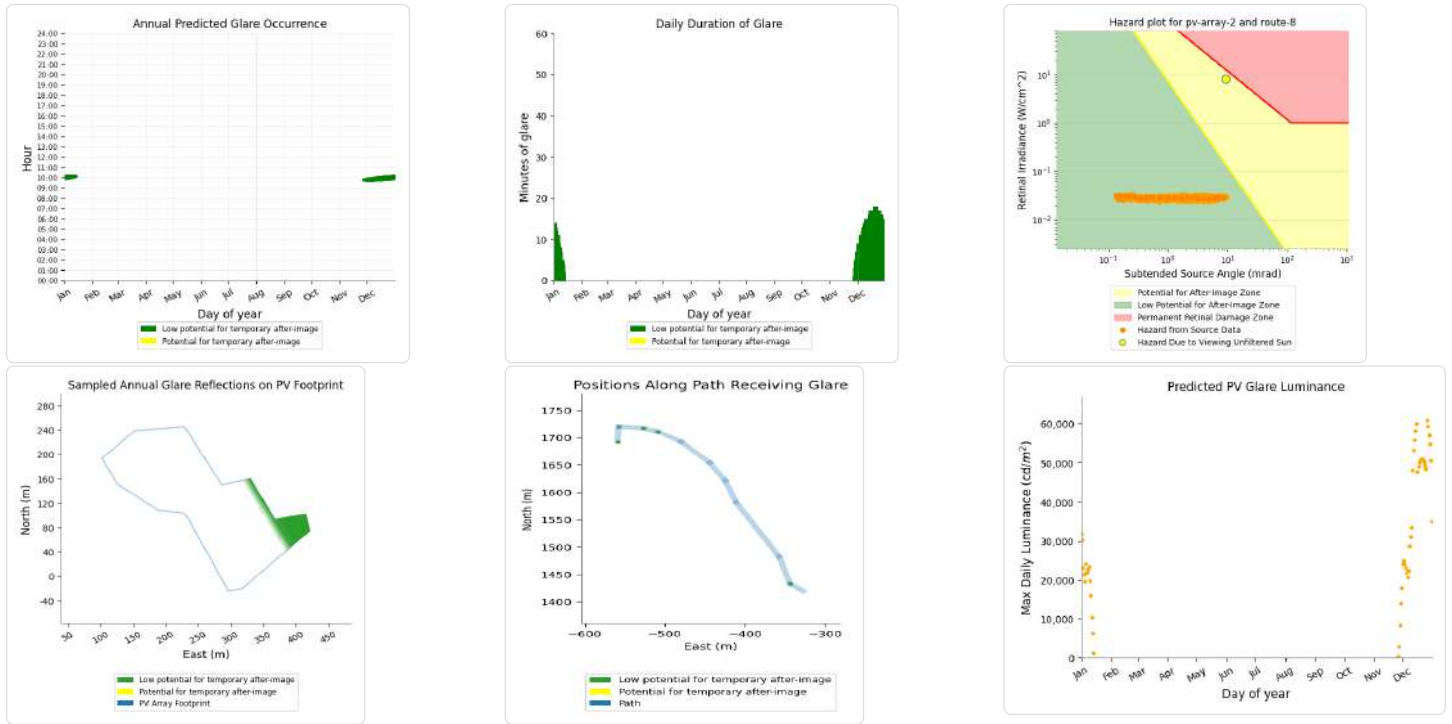 Annual Predicted Glare Occurrence
24:00
23:00
22:00
21:00
20:00
19:00
18:00
17:00
16:00
15:00
14:00
13:00
12:00
11:00
10:00
09:00
08:00
07:00
06:00
05:00
04:00
03:00
02:00
01:00
00:00
Hour
Jan Feb Mar Apr May Jun Jul Aug Sep Oct Nov Dec
Day of year
Low potential for temporary after-image
Potential for temporary after-image
Daily Duration of Glare
60
50
40
30
20
10
0
Minutes of glare
Jan Feb Mar Apr May Jun Jul Aug Sep Oct Nov Dec
Day of year
Low potential for temporary after-image
Potential for temporary after-image
Hazard plot for pv-array-2 and route-8
10¹
10⁰
10⁻¹
10⁻²
Retinal Irradiance (W/cm^2)
10⁻¹ 10⁰ 10¹ 10² 10³
Subtended Source Angle (mrad)
Potential for After-Image Zone
Low Potential for After-Image Zone
Permanent Retinal Damage Zone
Hazard from Source Data
Hazard Due to Viewing Unfiltered Sun
Sampled Annual Glare Reflections on PV Footprint
280
240
200
160
120
80
40
0
-40
North (m)
50 100 150 200 250 300 350 400 450
East (m)
Low potential for temporary after-image
Potential for temporary after-image
PV Array Footprint
Positions Along Path Receiving Glare
1750
1700
1650
1600
1550
1500
1450
1400
North (m)
−600 −500 −400 −300
East (m)
Low potential for temporary after-image
Potential for temporary after-image
Path
Predicted PV Glare Luminance
60,000
50,000
40,000
30,000
20,000
10,000
0
Max Daily Luminance (cd/m²)
Jan Feb Mar Apr May Jun Jul Aug Sep Oct Nov Dec
Day of year